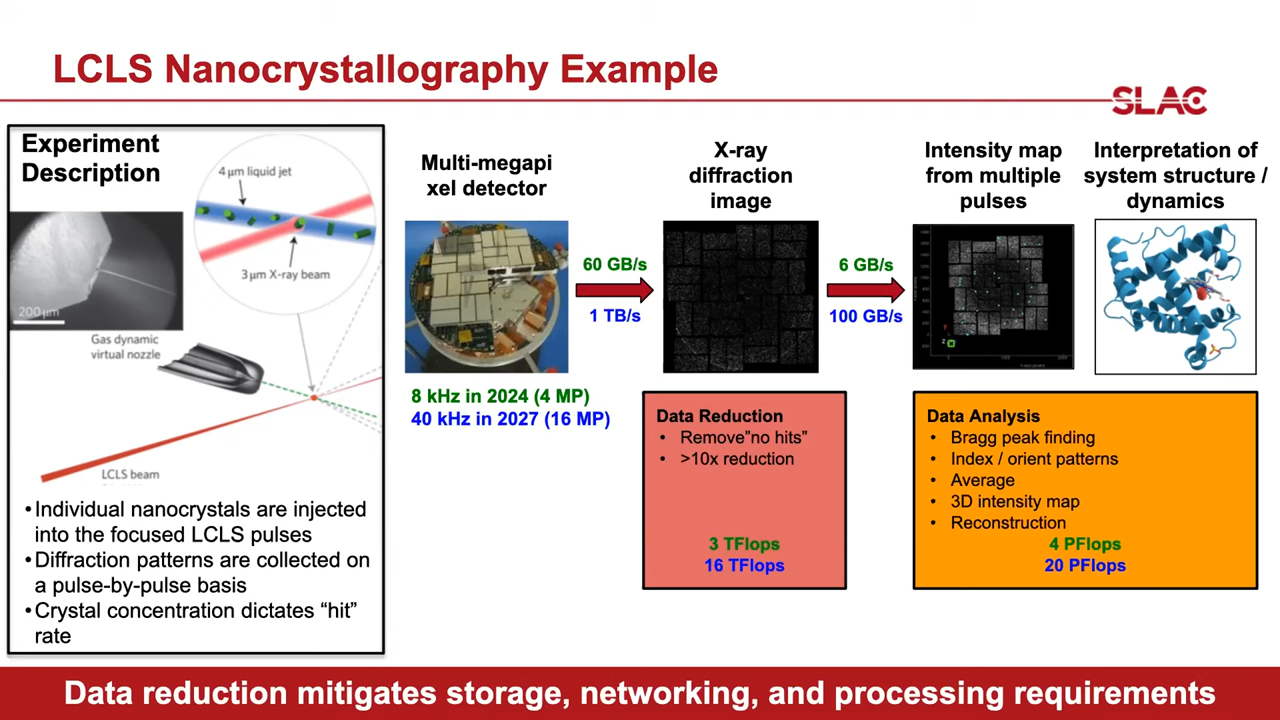 LCLS Nanocrystallography Example
SLAC
Experiment
Description
4 μm liquid jet
3 μm X-ray beam
200 μm
Gas dynamic
virtual nozzle
LCLS beam
•Individual nanocrystals are injected
into the focused LCLS pulses
•Diffraction patterns are collected on
a pulse-by-pulse basis
•Crystal concentration dictates “hit”
rate
Multi-megapi
xel detector
8 kHz in 2024 (4 MP)
40 kHz in 2027 (16 MP)
60 GB/s
1 TB/s
X-ray
diffraction
image
Data Reduction
• Remove”no hits”
• >10x reduction
3 TFlops
16 TFlops
6 GB/s
100 GB/s
Intensity map
from multiple
pulses
Interpretation of
system structure /
dynamics
Data Analysis
• Bragg peak finding
• Index / orient patterns
• Average
• 3D intensity map
• Reconstruction
4 PFlops
20 PFlops
Data reduction mitigates storage, networking, and processing requirements